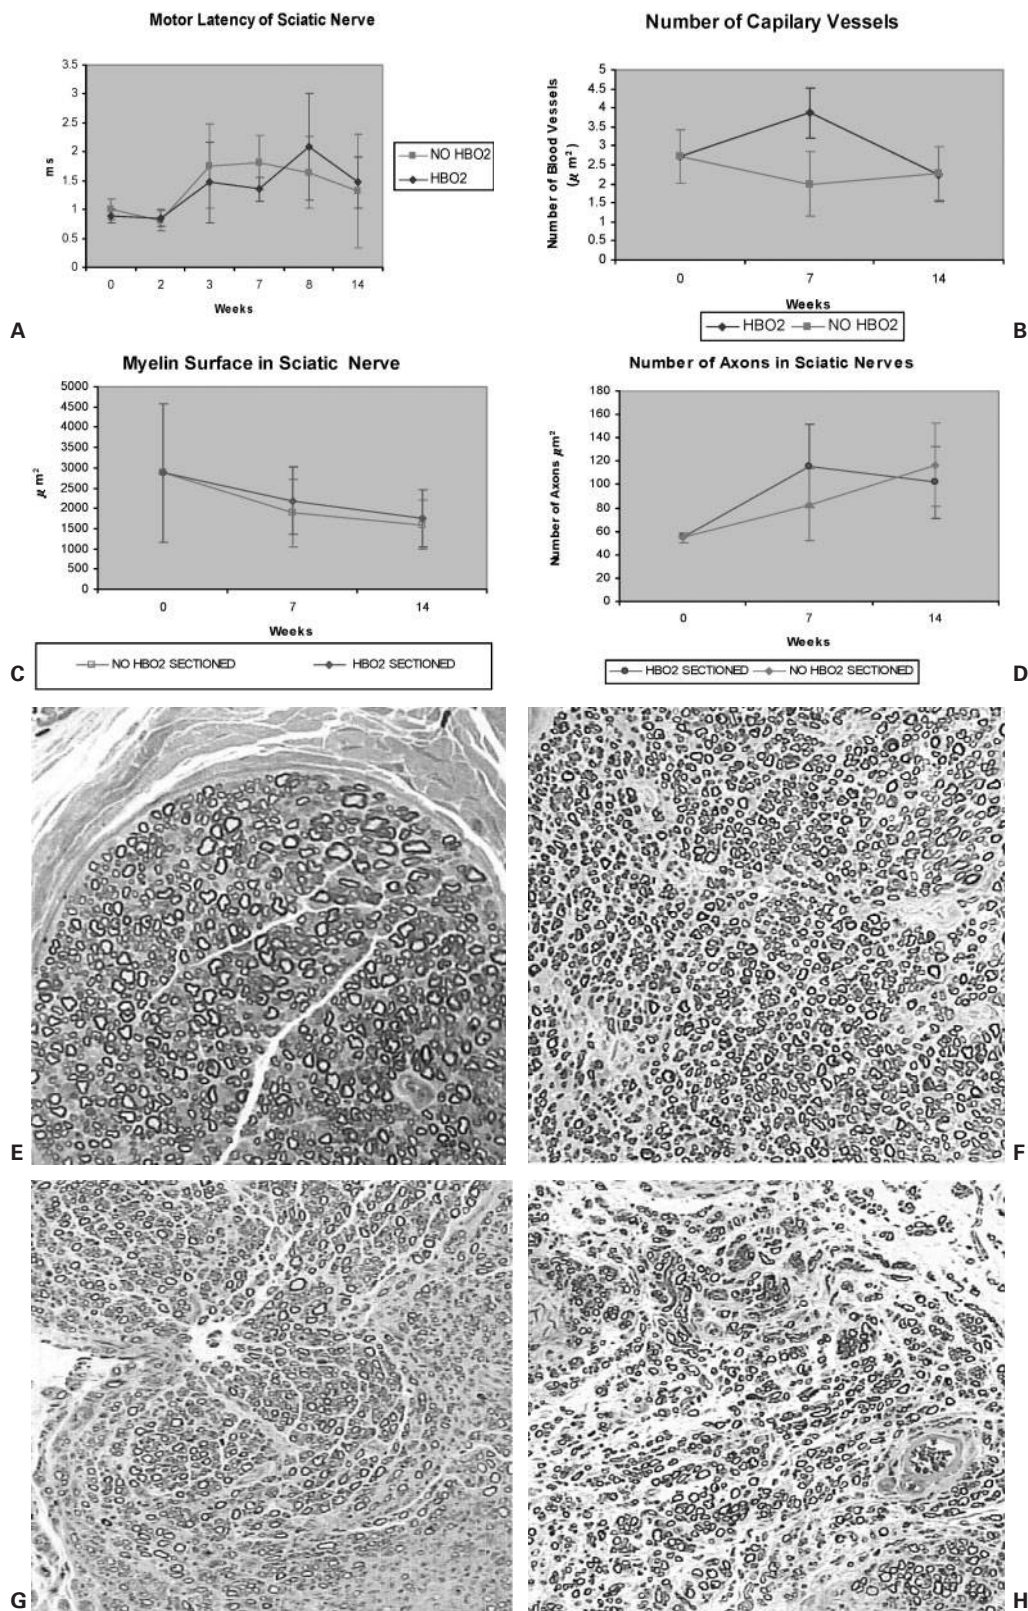 Motor Latency of Sciatic Nerve
3.5
3
2.5
2
1.5
1
0.5
0
ms
0 2 3 7 8 14
Weeks
NO HBO2
HBO2
A
Number of Capilary Vessels
5
4.5
4
3.5
3
2.5
2
1.5
1
0.5
0
Number of Blood Vessels
(μ m²)
0 7 14
Weeks
HBO2 NO HBO2
B
Myelin Surface in Sciatic Nerve
5000
4500
4000
3500
3000
2500
2000
1500
1000
500
0
μ m²
0 7 14
Weeks
NO HBO2 SECTIONED HBO2 SECTIONED
C
Number of Axons in Sciatic Nerves
180
160
140
120
100
80
60
40
20
0
Number of Axons μm²
0 7 14
Weeks
HBO2 SECTIONED NO HBO2 SECTIONED
D
E
F
G
H